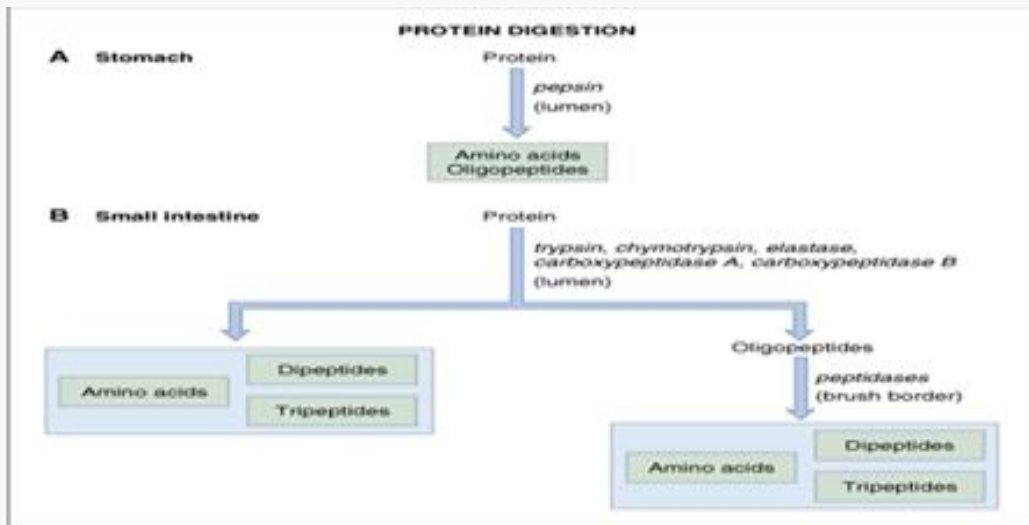 PROTEIN DIGESTION
A Stomach
Protein
pepsin
(lumen)
Amino acids
Oligopeptides
B Small intestine
Protein
trypsin, chymotrypsin, elastase,
carboxypeptidase A, carboxypeptidase B
(lumen)
Amino acids
Dipeptides
Tripeptides
Oligopeptides
peptidases
(brush border)
Amino acids
Dipeptides
Tripeptides